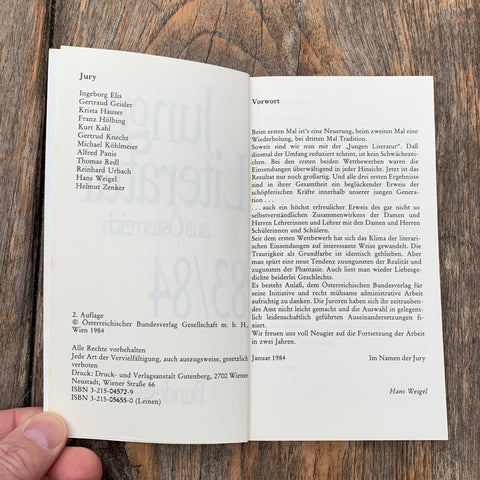 Jury
Ingeborg Elis
Gertraud Geisler
Krista Hauser
Franz Hölbing
Kurt Kahl
Gertrud Knecht
Michael Köhlmeier
Alfred Panis
Thomas Redl
Reinhard Urbach
Hans Weigel
Helmut Zenker
2. Auflage
© Österreichischer Bundesverlag Gesellschaft m. b. H.,
Wien 1984
Alle Rechte vorbehalten
Jede Art der Vervielfältigung, auch auszugsweise, gesetzlich
verboten
Druck: Druck- und Verlagsanstalt Gutenberg, 2700 Wiener
Neustadt, Wiener Straße 66
ISBN 3-215-04572-9
ISBN 3-215-05655-0 (Leinen)
Vorwort
Beim ersten Mal ist's eine Neuerung, beim zweiten Mal eine
Wiederholung, bei dritten Mal Tradition.
Soweit sind wir nun mit der „Jungen Literatur". Daß
diesmal der Umfang reduziert scheint, ist kein Schwächezei-
chen. Bei den ersten beiden Wettbewerben waren die
Einsendungen überwältigend in jeder Hinsicht. Jetzt ist das
Resultat nur noch großartig. Und alle drei ersten Ergebnisse
sind in ihrer Gesamtheit ein beglückender Erweis der
schöpferischen Kräfte innerhalb unserer jungen Genera-
tion . . .
. . . auch ein höchst erfreulicher Erweis des gar nicht so
selbstverständlichen Zusammenwirkens der Damen und
Herren Lehrerinnen und Lehrer mit den Damen und Herren
Schülerinnen und Schülern.
Seit dem ersten Wettbewerb hat sich das Klima der literari-
schen Einsendungen auf interessante Weise gewandelt. Die
Traurigkeit als Grundfarbe ist identisch geblieben. Aber
man spürt eine neue Tendenz zuungunsten der Realität und
zugunsten der Phantasie. Auch liest man wieder Liebesge-
dichte beiderlei Geschlechts.
Es besteht Anlaß, dem Österreichischen Bundesverlag für
seine Initiative und recht mühsame administrative Arbeit
aufrichtig zu danken. Die Juroren haben sich ihr zeitrauben-
des Amt nicht leicht gemacht und die Auswahl in gelegent-
lich leidenschaftlich geführten Auseinandersetzungen fi-
xiert.
Wir freuen uns voll Neugier auf die Fortsetzung der Arbeit
in zwei Jahren.
Januar 1984 Im Namen der Jury
Hans Weigel